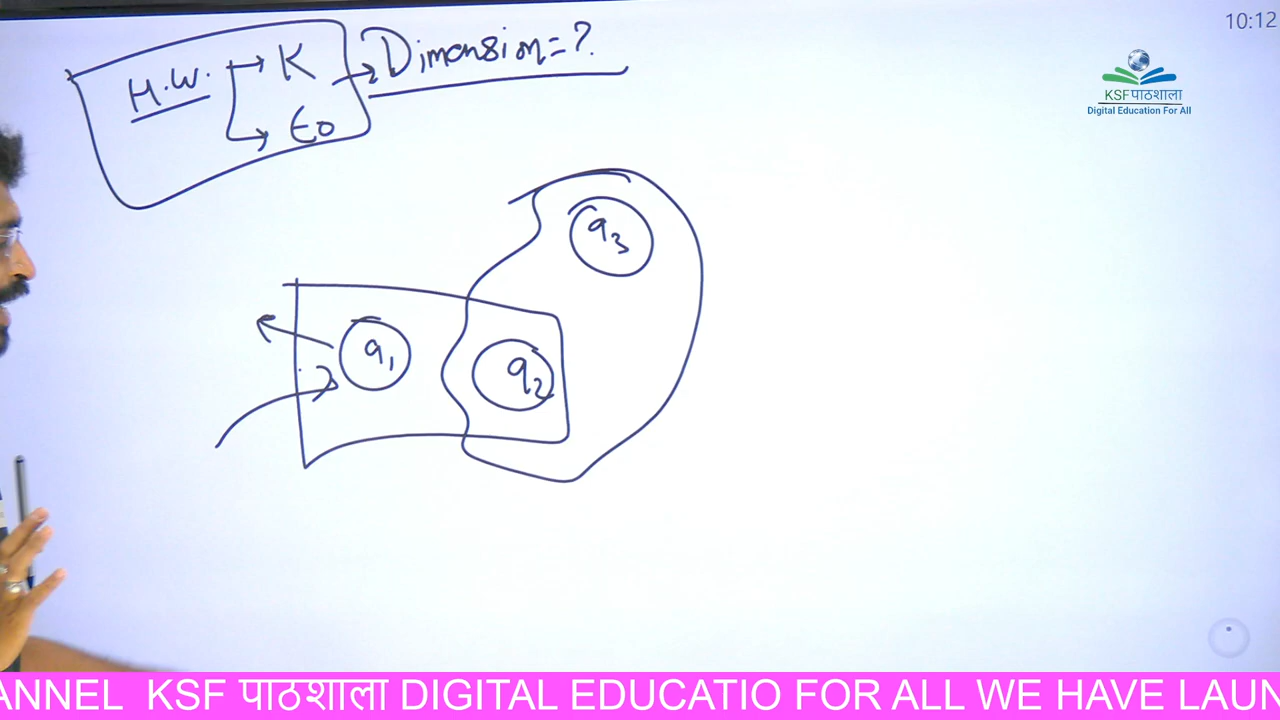 10:12
H.W. → K → Dimension = ?
→ ε0
KSFपाठशाला
Digital Education For All
q3
q1
q2
ANNEL KSF पाठशाला DIGITAL EDUCATIO FOR ALL WE HAVE LAUN